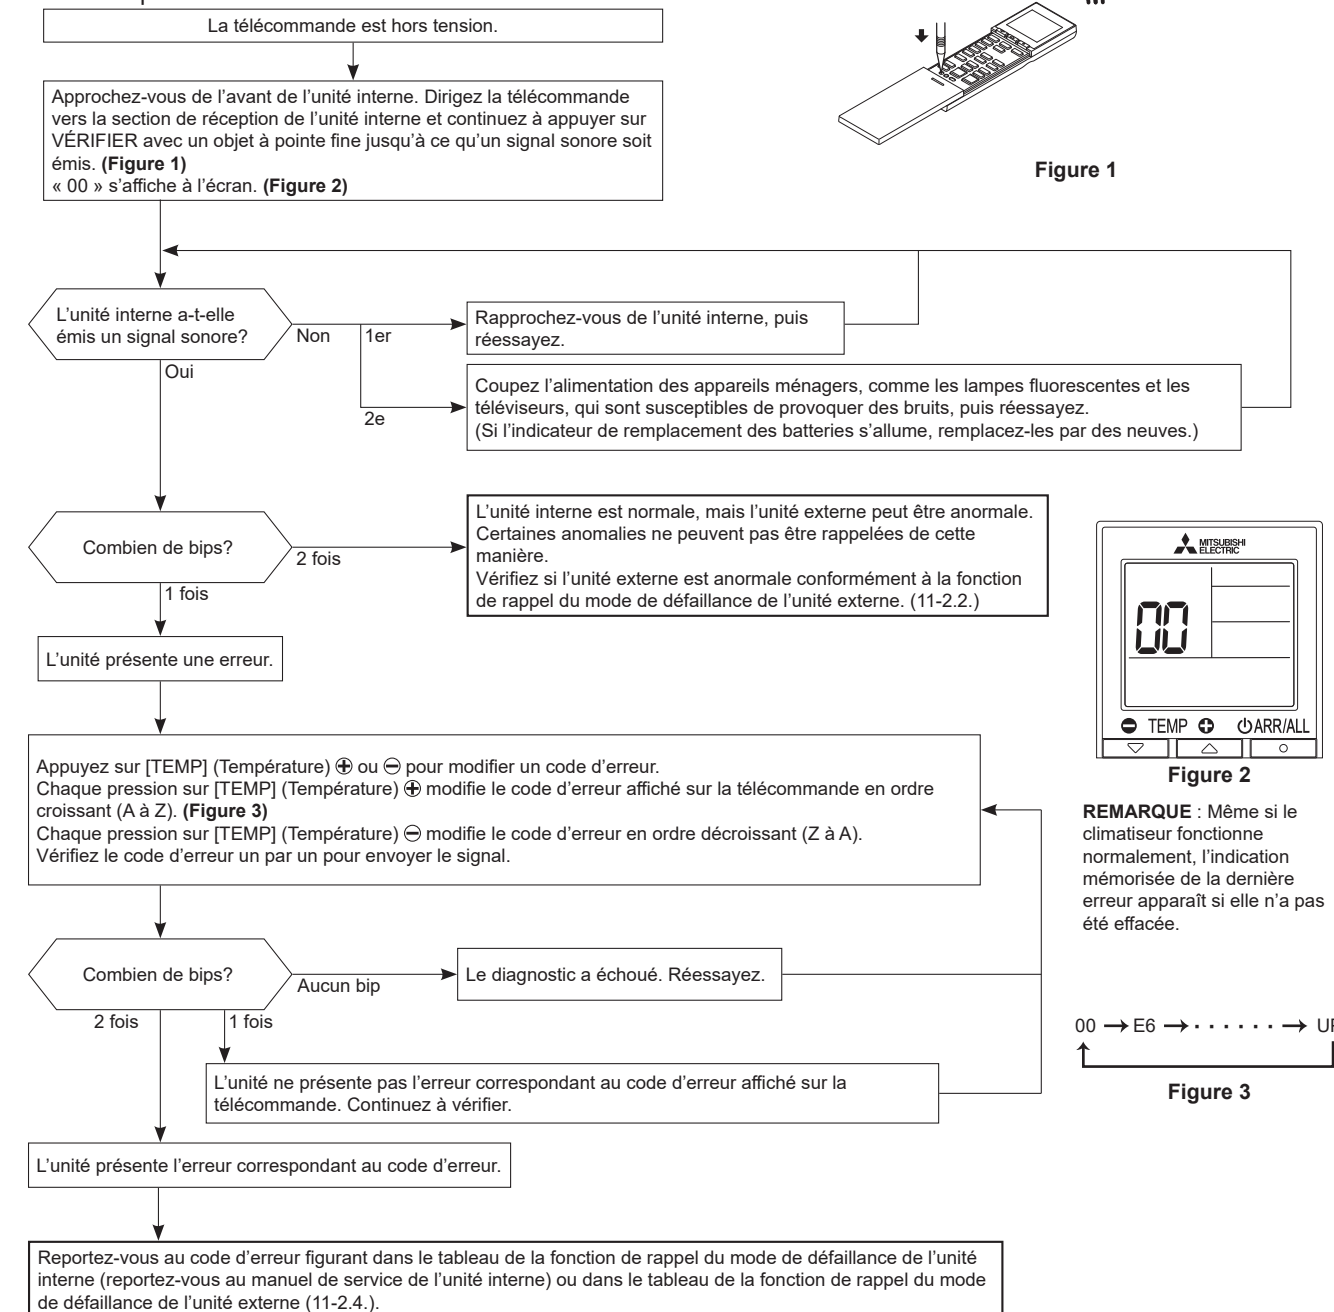 La télécommande est hors tension.
Approchez-vous de l’avant de l’unité interne. Dirigez la télécommande
vers la section de réception de l’unité interne et continuez à appuyer sur
VÉRIFIER avec un objet à pointe fine jusqu’à ce qu’un signal sonore soit
émis. (Figure 1)
« 00 » s’affiche à l’écran. (Figure 2)
Figure 1
L’unité interne a-t-elle
émis un signal sonore?
Non
1er
Rapprochez-vous de l’unité interne, puis
réessayez.
Oui
2e
Coupez l’alimentation des appareils ménagers, comme les lampes fluorescentes et les
téléviseurs, qui sont susceptibles de provoquer des bruits, puis réessayez.
(Si l’indicateur de remplacement des batteries s’allume, remplacez-les par des neuves.)
Combien de bips?
2 fois
L’unité interne est normale, mais l’unité externe peut être anormale.
Certaines anomalies ne peuvent pas être rappelées de cette
manière.
Vérifiez si l’unité externe est anormale conformément à la fonction
de rappel du mode de défaillance de l’unité externe. (11-2.2.)
1 fois
L’unité présente une erreur.
MITSUBISHI
ELECTRIC
00
TEMP
ARR/ALL
Figure 2
Appuyez sur [TEMP] (Température) ⊕ ou ⊖ pour modifier un code d’erreur.
Chaque pression sur [TEMP] (Température) ⊕ modifie le code d’erreur affiché sur la télécommande en ordre
croissant (A à Z). (Figure 3)
Chaque pression sur [TEMP] (Température) ⊖ modifie le code d’erreur en ordre décroissant (Z à A).
Vérifiez le code d’erreur un par un pour envoyer le signal.
REMARQUE : Même si le
climatiseur fonctionne
normalement, l’indication
mémorisée de la dernière
erreur apparaît si elle n’a pas
été effacée.
Combien de bips?
Aucun bip
Le diagnostic a échoué. Réessayez.
2 fois
1 fois
L’unité ne présente pas l’erreur correspondant au code d’erreur affiché sur la
télécommande. Continuez à vérifier.
00 → E6 → · · · · · · →
Figure 3
L’unité présente l’erreur correspondant au code d’erreur.
Reportez-vous au code d’erreur figurant dans le tableau de la fonction de rappel du mode de défaillance de l’unité
interne (reportez-vous au manuel de service de l’unité interne) ou dans le tableau de la fonction de rappel du mode
de défaillance de l’unité externe (11-2.4.).